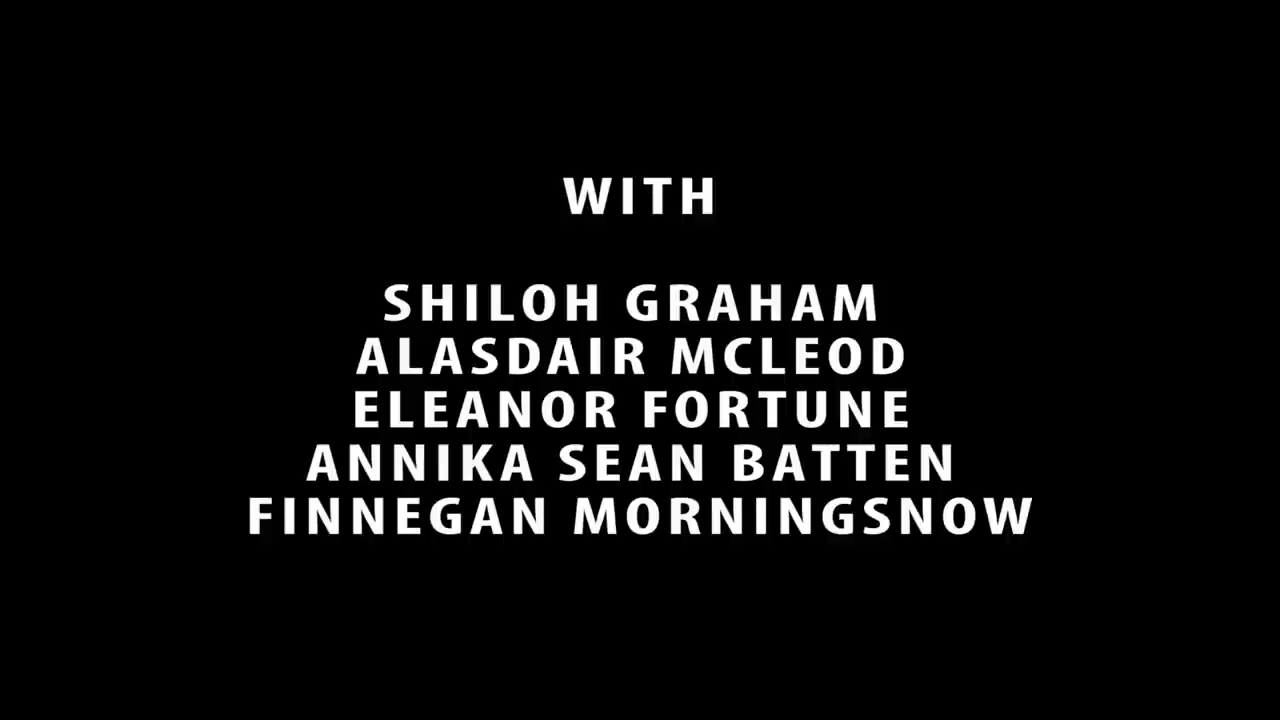 WITH
SHILOH GRAHAM
ALASDAIR MCLEOD
ELEANOR FORTUNE
ANNIKA SEAN BATTEN
FINNEGAN MORNINGSNOW